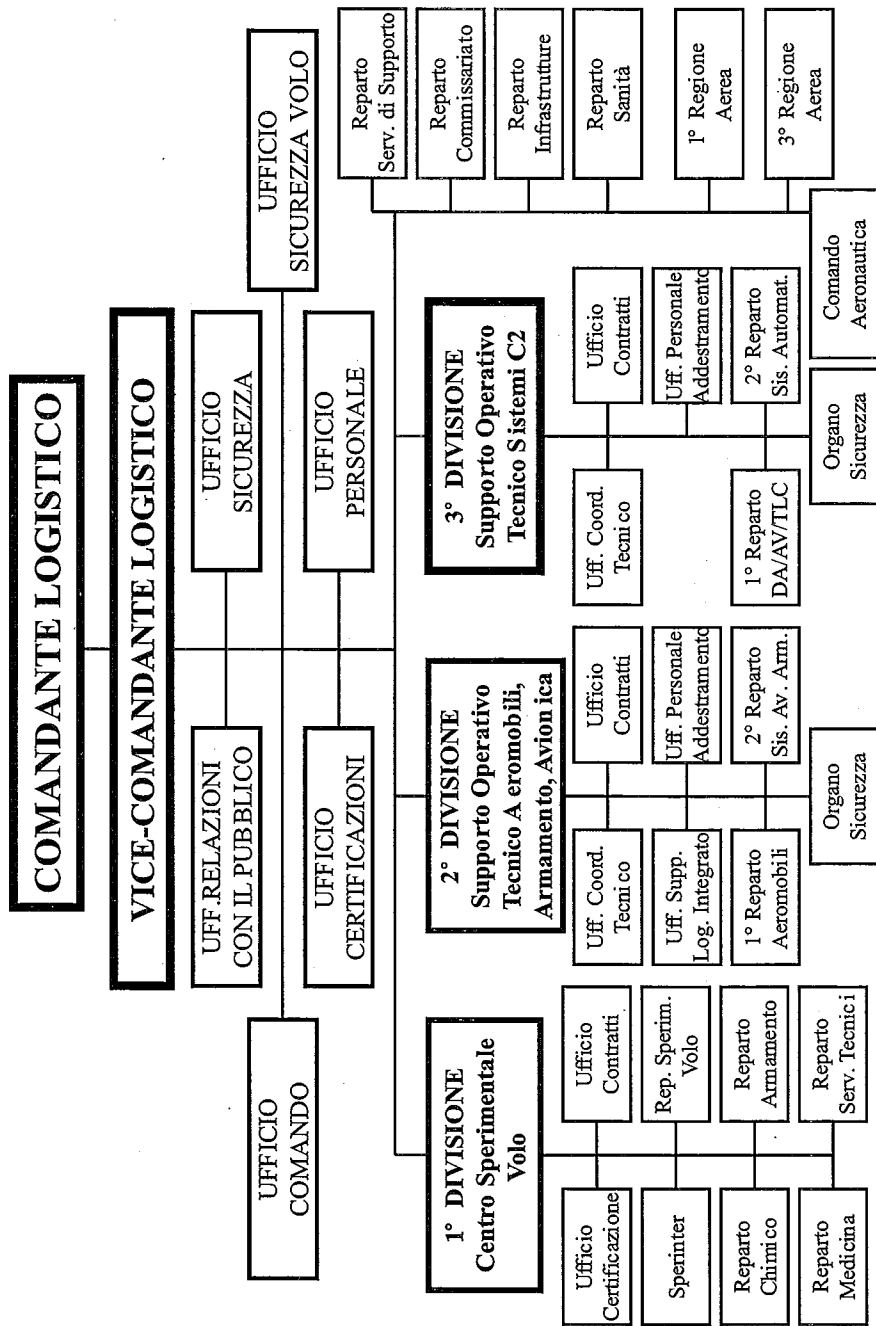 COMANDANTE LOGISTICO
VICE-COMANDANTE LOGISTICO
UFF.RELAZIONI
CON IL PUBBLICO
UFFICIO
SICUREZZA
UFFICIO
COMANDO
UFFICIO
SICUREZZA VOLO
UFFICIO
CERTIFICAZIONI
UFFICIO
PERSONALE
1° DIVISIONE
Centro Sperimentale
Volo
Ufficio
Certificazione
Ufficio
Contratti
Sperinter
Rep. Sperim.
Volo
Reparto
Chimico
Reparto
Armamento
Reparto
Medicina
Reparto
Serv. Tecnici
2° DIVISIONE
Supporto Operativo
Tecnico Aeromobili,
Armamento, Avionica
Uff. Coord.
Tecnico
Ufficio
Contratti
Uff. Supp.
Log. Integrato
Uff. Personale
Addestramento
1° Reparto
Aeromobili
2° Reparto
Sis. Av. Arm.
Organo
Sicurezza
3° DIVISIONE
Supporto Operativo
Tecnico Sistemi C2
Uff. Coord.
Tecnico
Ufficio
Contratti
Uff. Personale
Addestramento
1° Reparto
DA/AV/TLC
2° Reparto
Sis. Automat.
Organo
Sicurezza
Reparto
Serv. di Supporto
Reparto
Commissariato
Reparto
Infrastrutture
Reparto
Sanità
1° Regione
Aerea
3° Regione
Aerea
Comando
Aeronautica